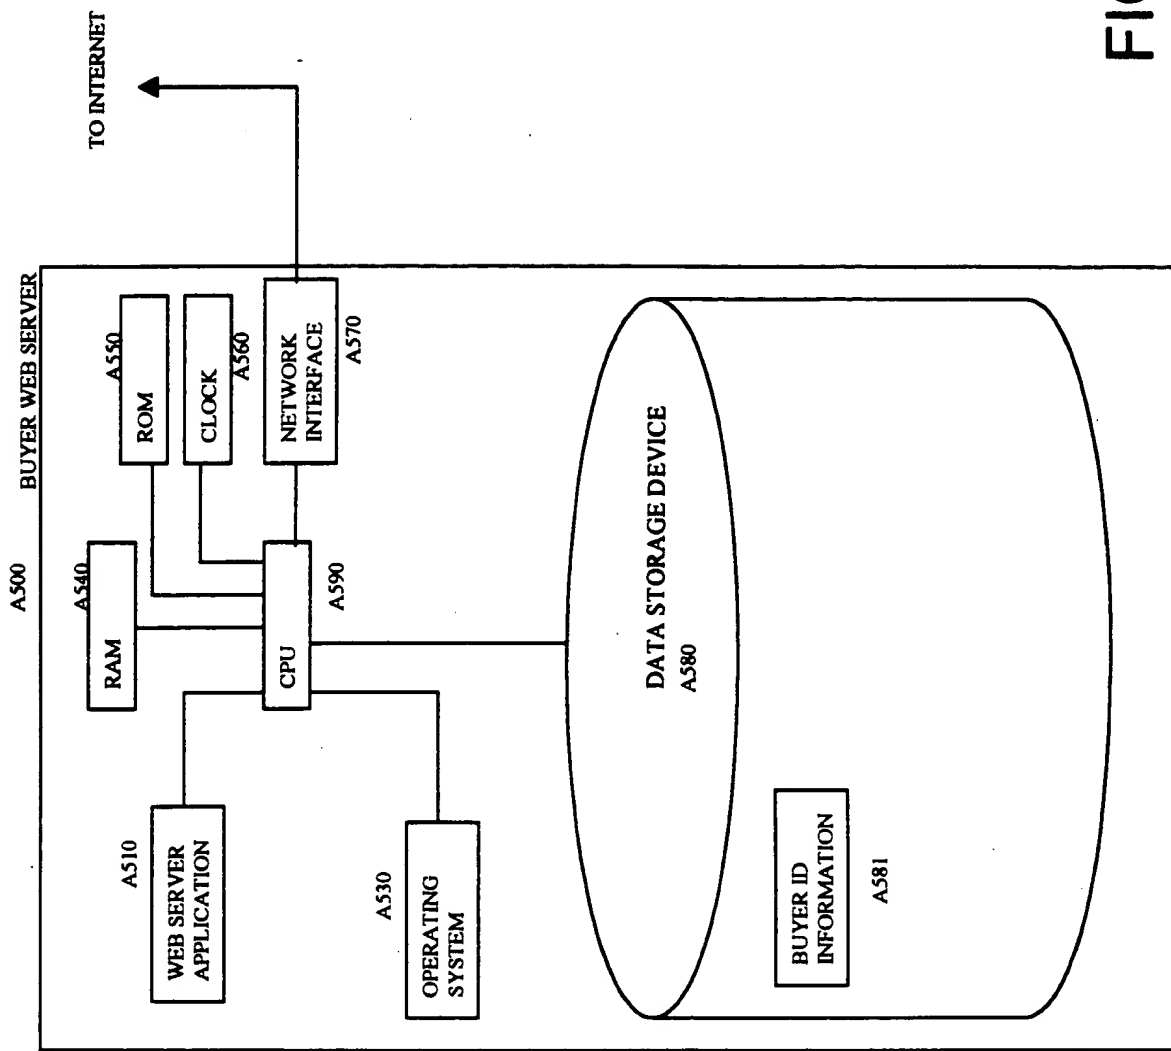 A500
BUYER WEB SERVER
TO INTERNET
A540
RAM
A550
ROM
A510
WEB SERVER
APPLICATION
A560
CLOCK
CPU
A590
NETWORK
INTERFACE
A570
A530
OPERATING
SYSTEM
DATA STORAGE DEVICE
A580
BUYER ID
INFORMATION
A581
FIG